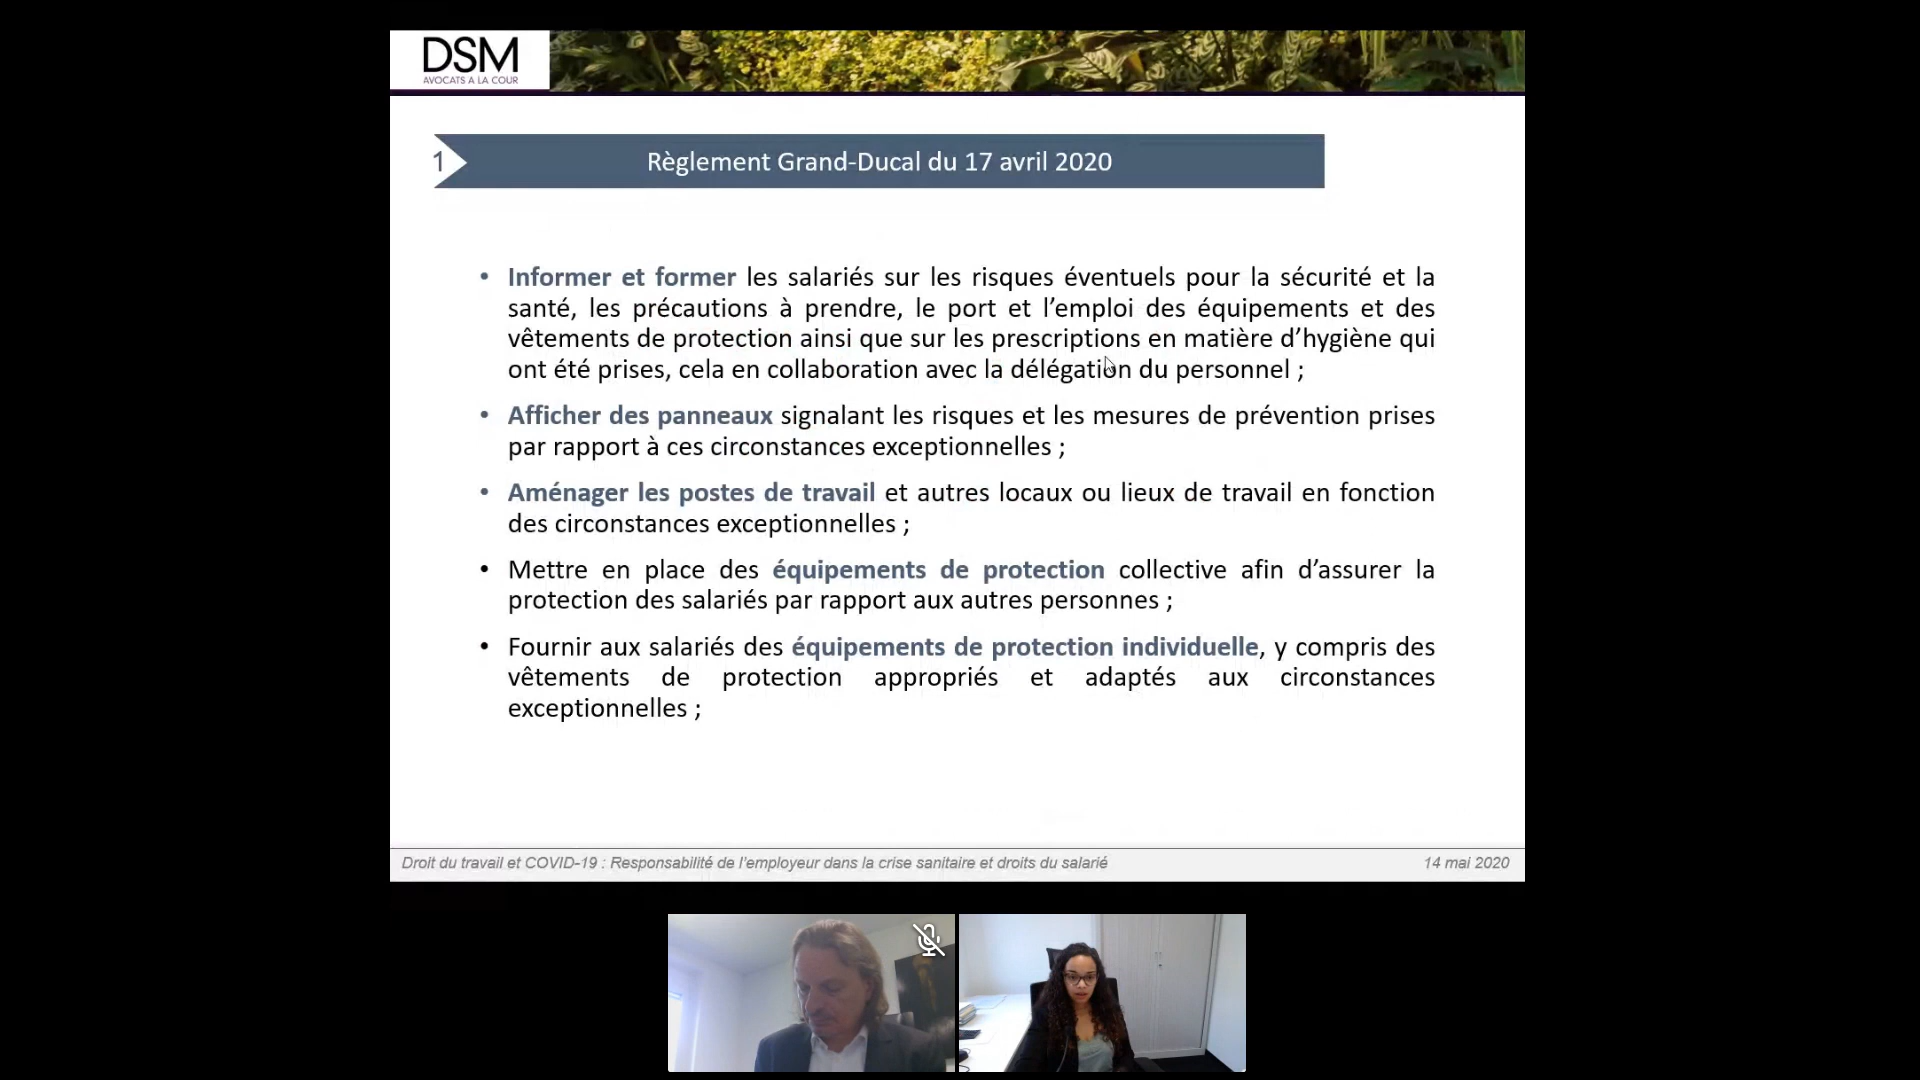 DSM
AVOCATS A LA COUR
1
Règlement Grand-Ducal du 17 avril 2020
• Informer et former les salariés sur les risques éventuels pour la sécurité et la
santé, les précautions à prendre, le port et l’emploi des équipements et des
vêtements de protection ainsi que sur les prescriptions en matière d’hygiène qui
ont été prises, cela en collaboration avec la délégation du personnel ;
• Afficher des panneaux signalant les risques et les mesures de prévention prises
par rapport à ces circonstances exceptionnelles ;
• Aménager les postes de travail et autres locaux ou lieux de travail en fonction
des circonstances exceptionnelles ;
• Mettre en place des équipements de protection collective afin d’assurer la
protection des salariés par rapport aux autres personnes ;
• Fournir aux salariés des équipements de protection individuelle, y compris des
vêtements de protection appropriés et adaptés aux circonstances
exceptionnelles ;
Droit du travail et COVID-19 : Responsabilité de l’employeur dans la crise sanitaire et droits du salarié
14 mai 2020